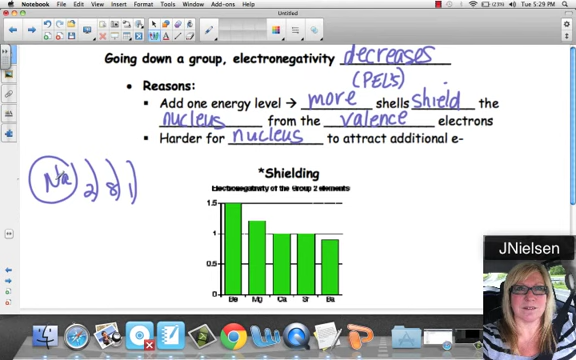 Notebook File Edit View Insert Format Tools Window Add-ons Help
(23%) Tue 5:29 PM
Untitled
Going down a group, electronegativity decreases
(PELS)
• Reasons:
▪ Add one energy level → more shells shield the
nucleus from the valence electrons
▪ Harder for nucleus to attract additional e-
*Shielding
Electronegativity of the Group 2 elements
Na 2) 8) 1)
1.5
1
0.5
0
Be Mg Ca Sr Ba
JNielsen